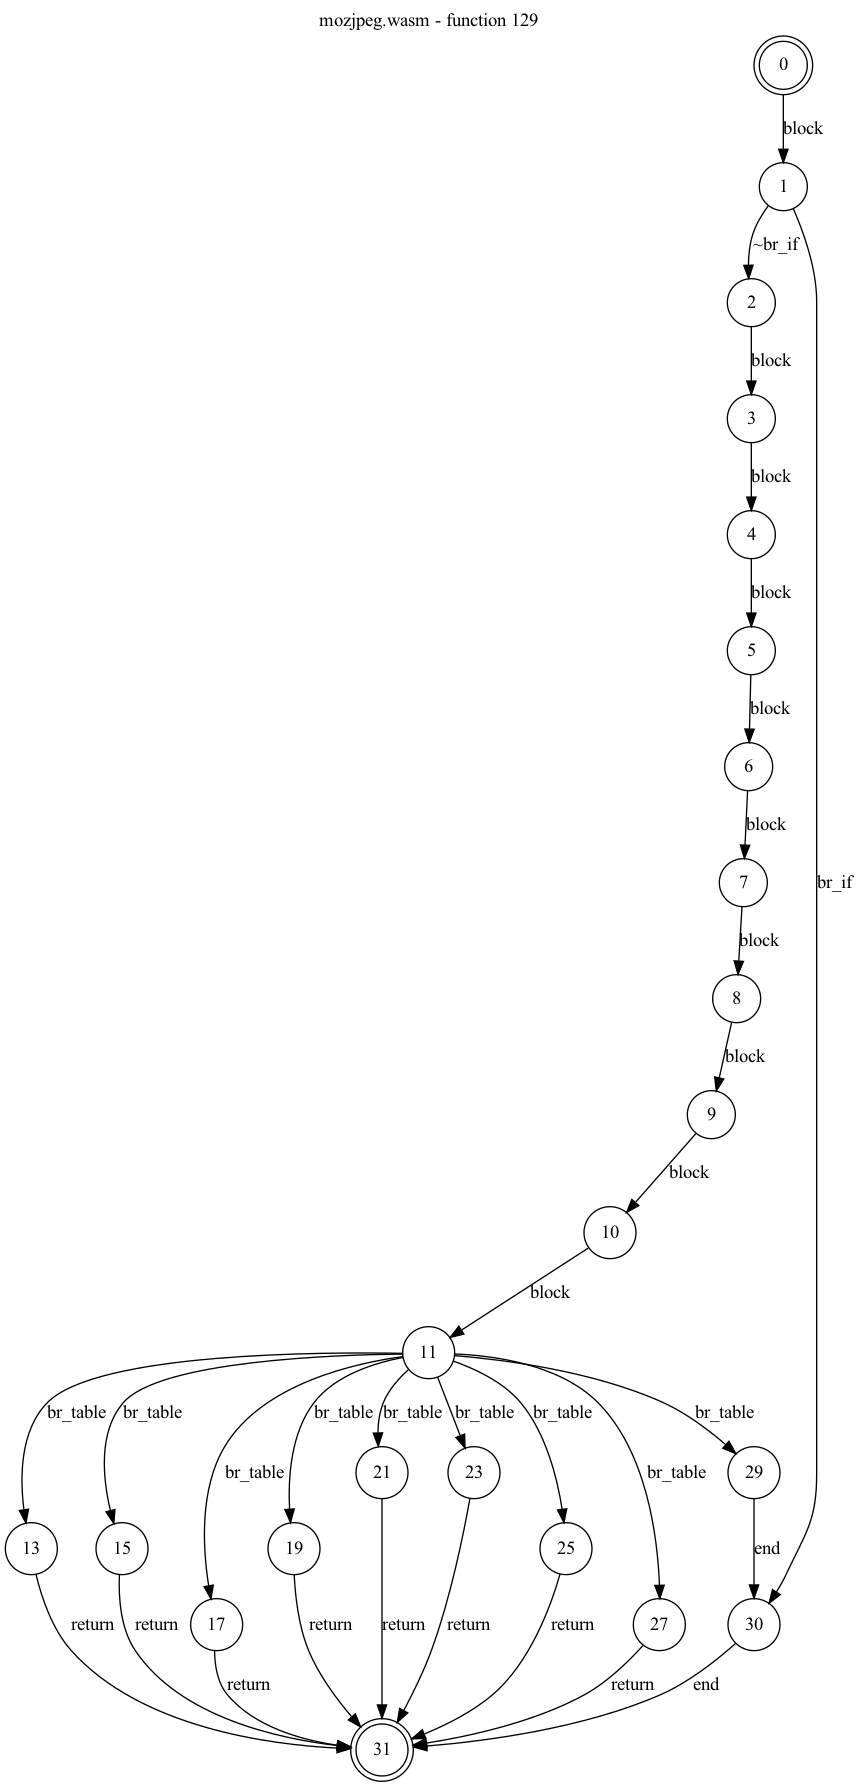 mozjpeg.wasm - function 129
0
block
1
~br_if
2
block
3
block
4
block
5
block
6
block
7
br_if
block
8
block
9
block
10
block
11
br_table br_table br_table br_table br_table br_table br_table
br_table br_table
21 23 29
13 15 19 25 end
return return 17 return return return return 27 30
return return end
31